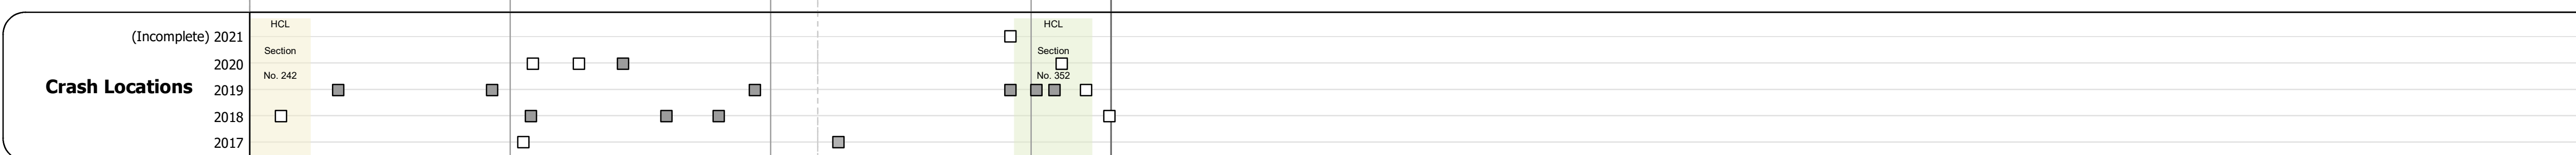 Crash Locations
(Incomplete) 2021
2020
2019
2018
2017
HCL
Section
No. 242
HCL
Section
No. 352